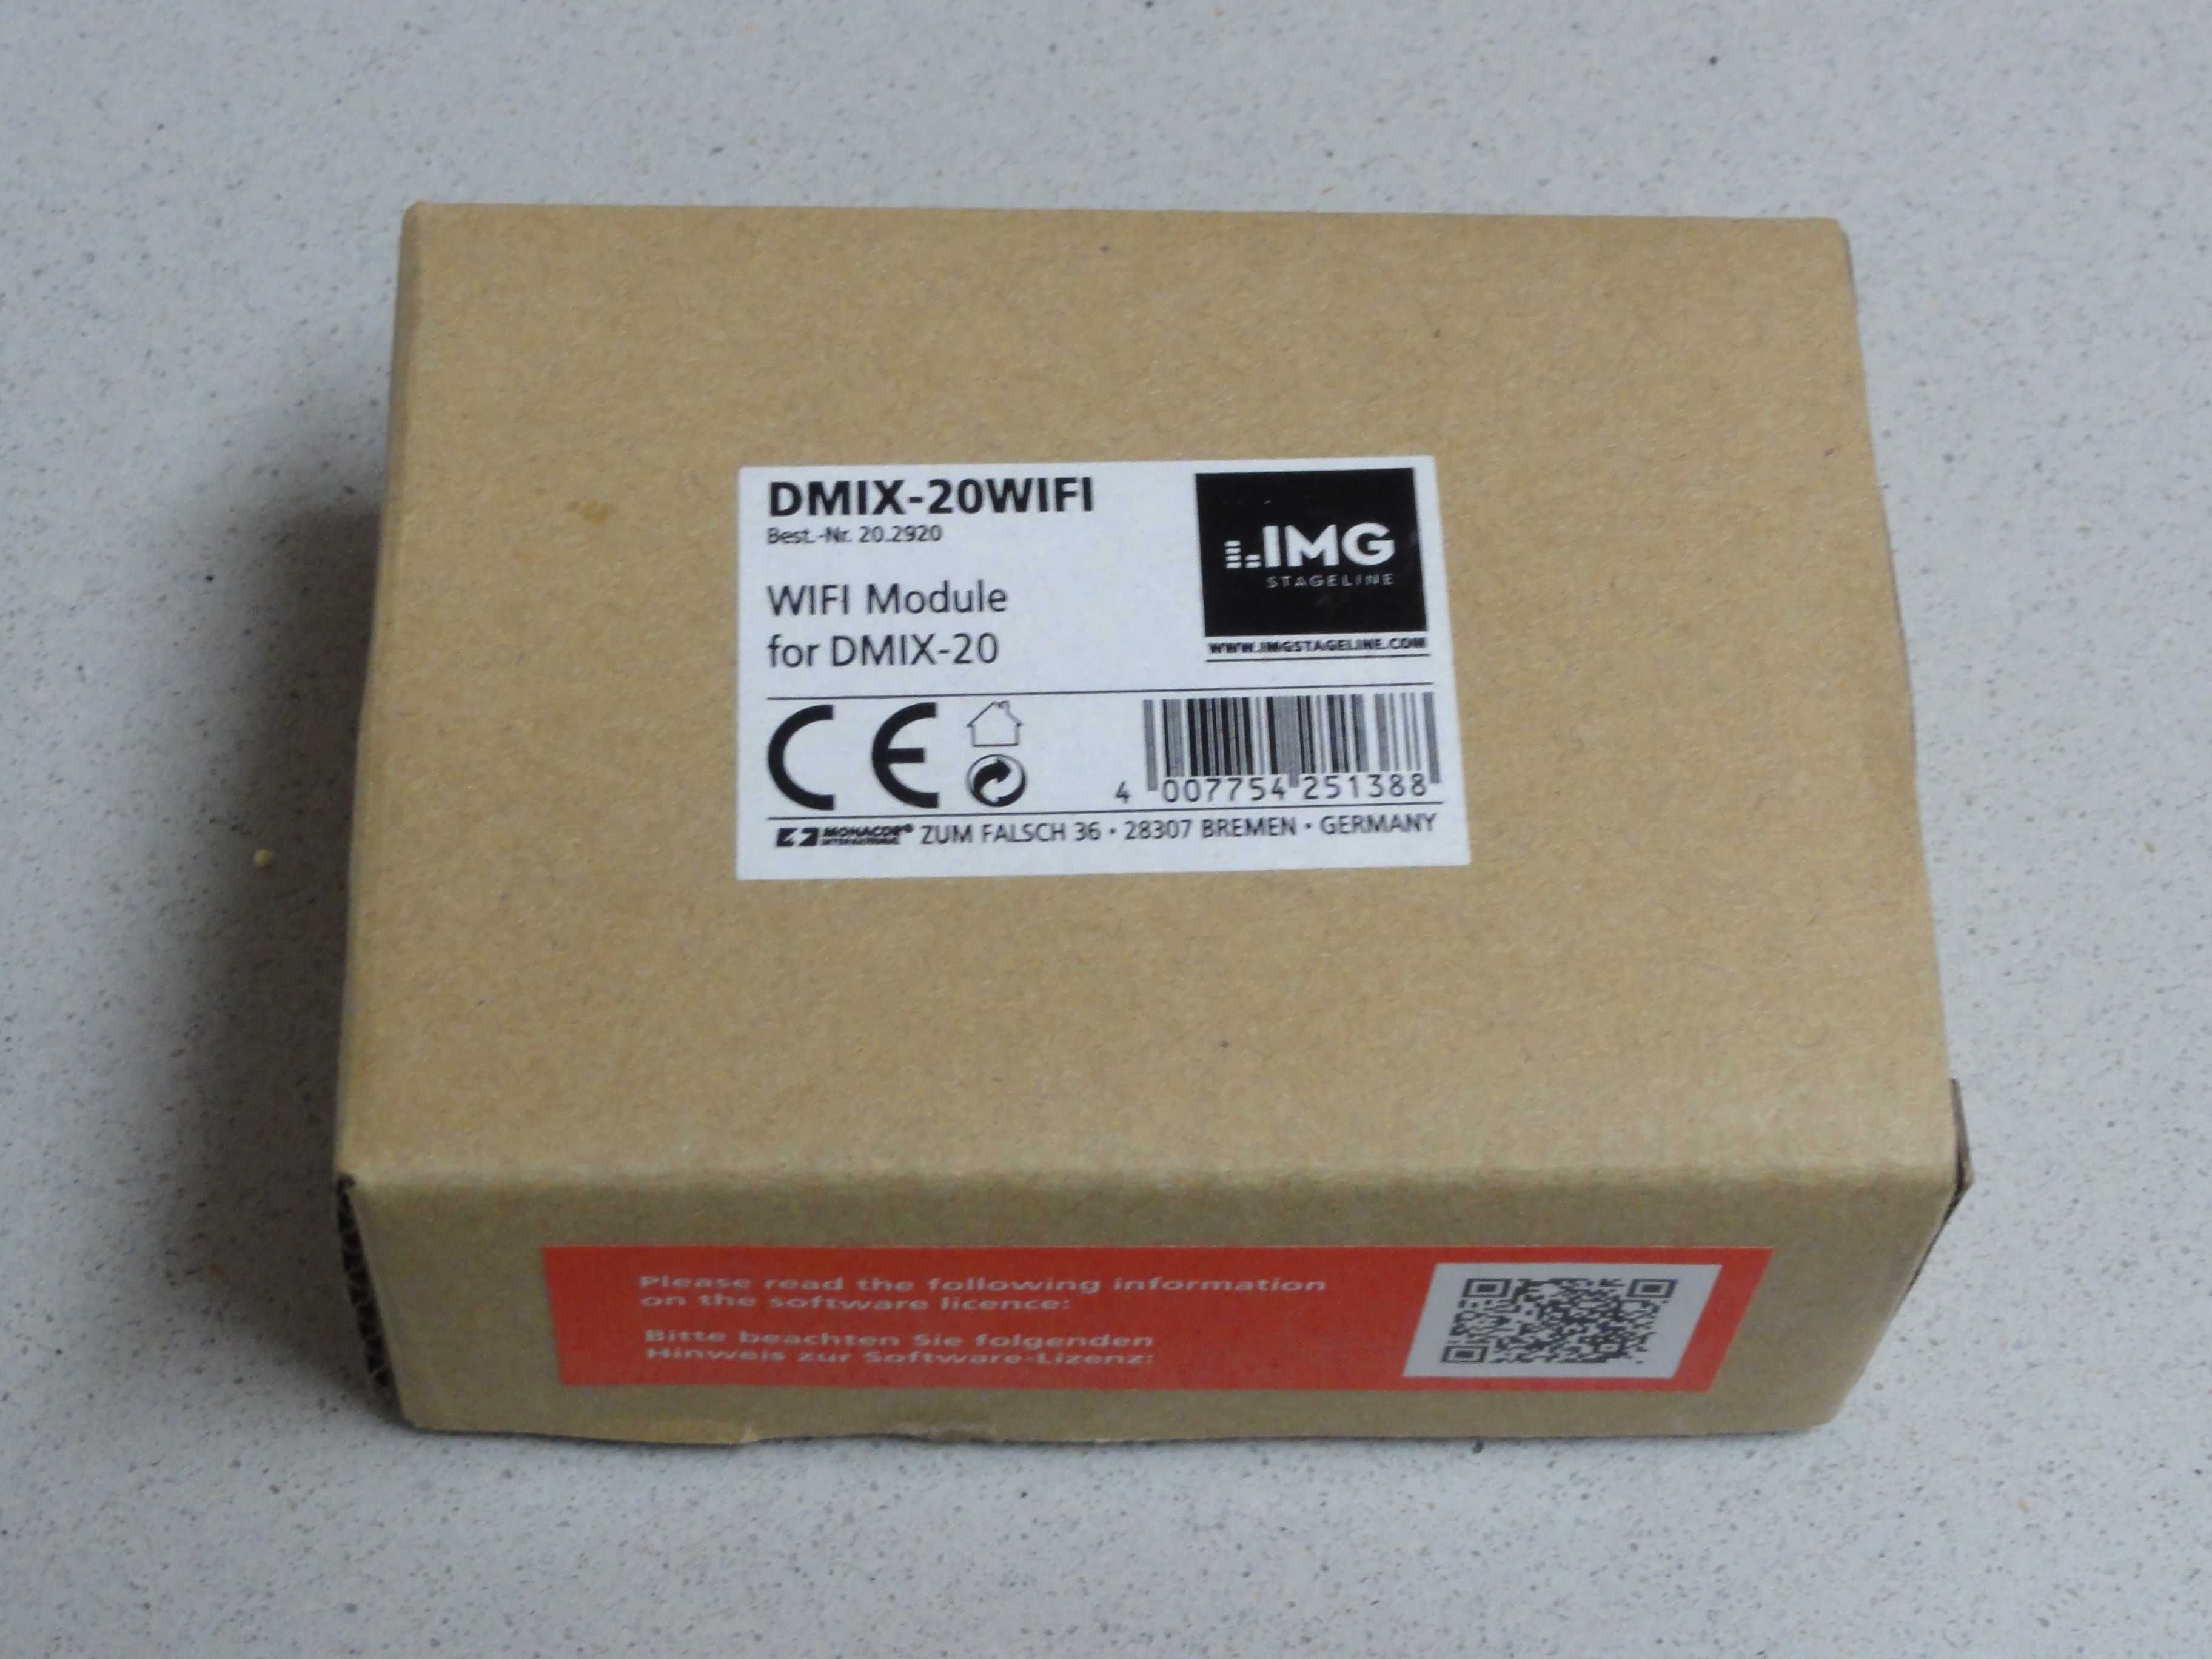 DMIX-20WIFI
Best.-Nr. 20.2920
WIFI Module
for DMIX-20
IMG
STAGELINE
WWW.IMGSTAGELINE.COM
CE
4 007754 251388
MONACOR® INTERNATIONAL ZUM FALSCH 36 • 28307 BREMEN • GERMANY
Please read the following information
on the software licence:
Bitte beachten Sie folgenden
Hinweis zur Software-Lizenz: